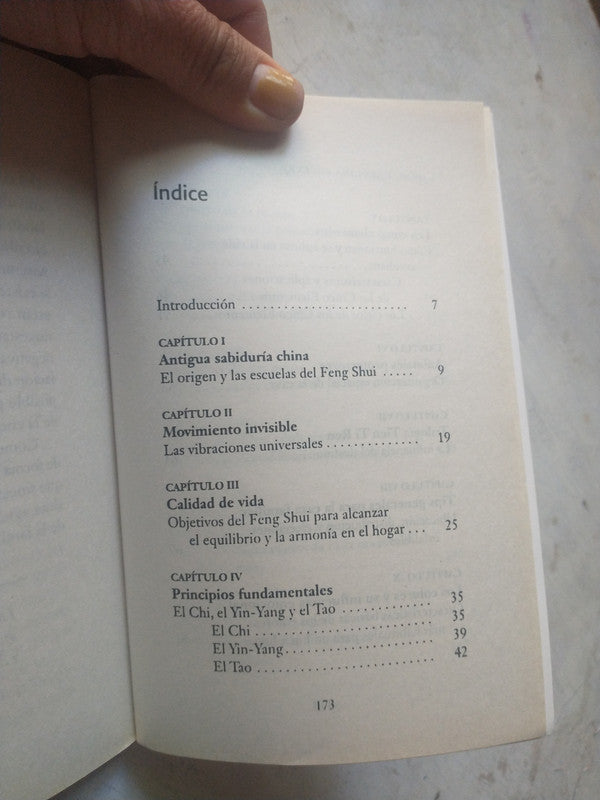 Índice
Introducción ........................ 7
CAPÍTULO I
Antigua sabiduría china
El origen y las escuelas del Feng Shui ..... 9
CAPÍTULO II
Movimiento invisible
Las vibraciones universales .............. 19
CAPÍTULO III
Calidad de vida
Objetivos del Feng Shui para alcanzar
el equilibrio y la armonía en el hogar ... 25
CAPÍTULO IV
Principios fundamentales
El Chi, el Yin-Yang y el Tao ............. 35
El Chi .......................... 35
El Yin-Yang ...................... 39
El Tao .......................... 42
173